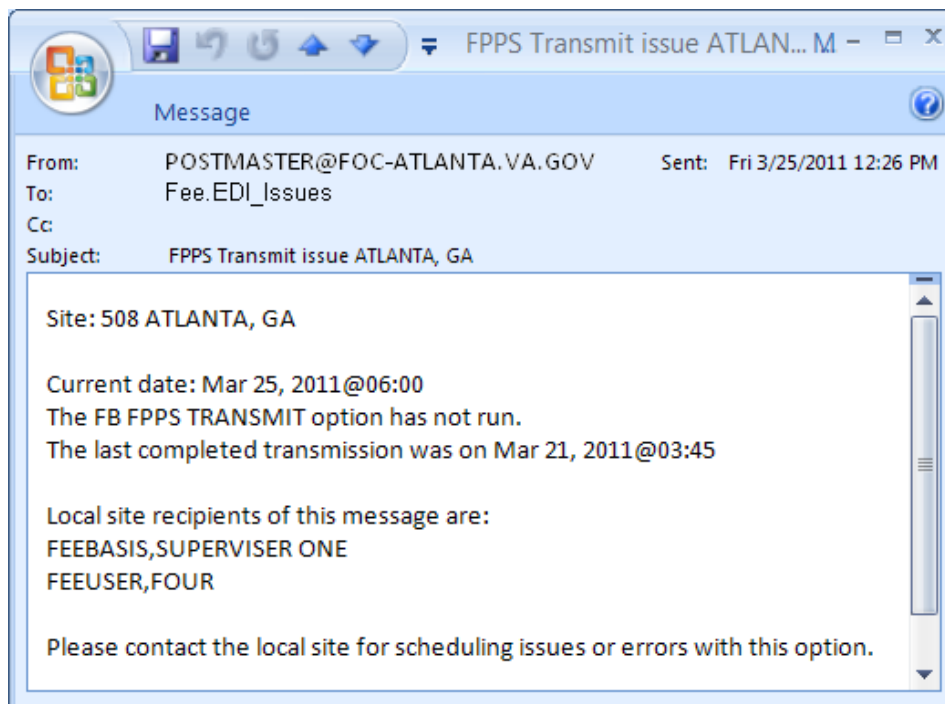 FPPS Transmit issue ATLAN... M
Message
From: POSTMASTER@FOC-ATLANTA.VA.GOV Sent: Fri 3/25/2011 12:26 PM
To: Fee.EDI_Issues
Cc:
Subject: FPPS Transmit issue ATLANTA, GA
Site: 508 ATLANTA, GA
Current date: Mar 25, 2011@06:00
The FB FPPS TRANSMIT option has not run.
The last completed transmission was on Mar 21, 2011@03:45
Local site recipients of this message are:
FEEBASIS,SUPERVISER ONE
FEEUSER,FOUR
Please contact the local site for scheduling issues or errors with this option.